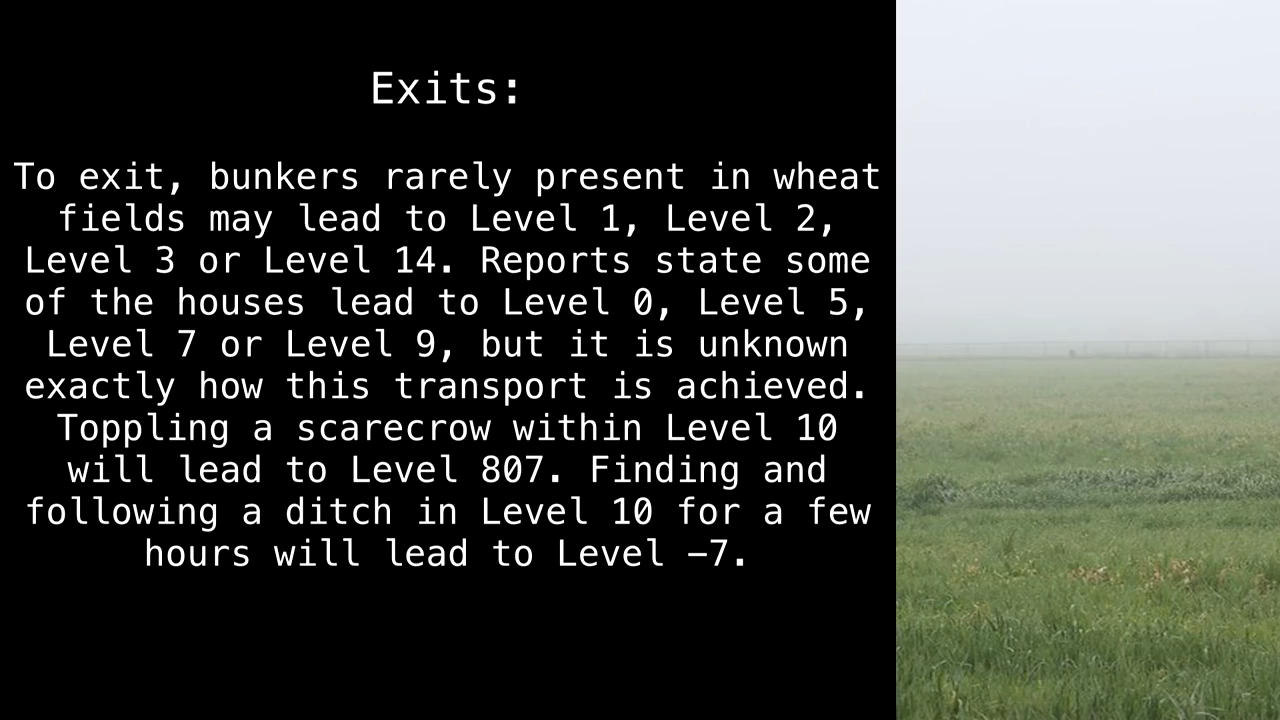 Exits:
To exit, bunkers rarely present in wheat
fields may lead to Level 1, Level 2,
Level 3 or Level 14. Reports state some
of the houses lead to Level 0, Level 5,
Level 7 or Level 9, but it is unknown
exactly how this transport is achieved.
Toppling a scarecrow within Level 10
will lead to Level 807. Finding and
following a ditch in Level 10 for a few
hours will lead to Level −7.